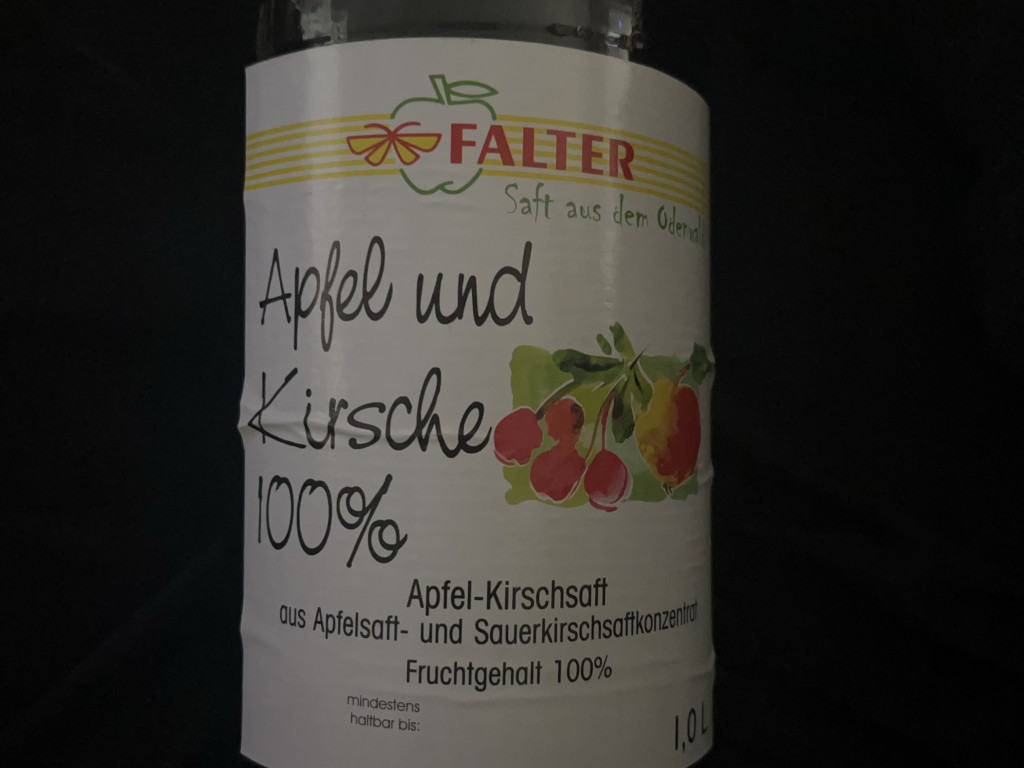 FALTER
Saft aus dem Odenwald
Apfel und
Kirsche
100%
Apfel-Kirschsaft
aus Apfelsaft- und Sauerkirschsaftkonzentrat
Fruchtgehalt 100%
mindestens
haltbar bis:
1,0 L